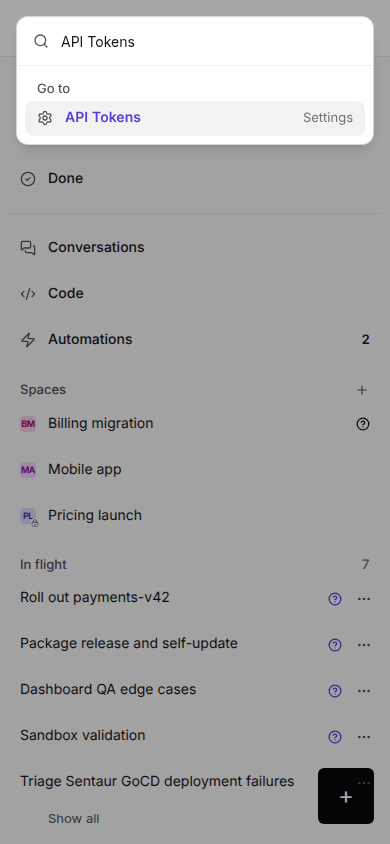 API Tokens
Go to
API Tokens Settings
Done
Conversations
Code
Automations 2
Spaces
BM Billing migration
MA Mobile app
PL Pricing launch
In flight 7
Roll out payments-v42
Package release and self-update
Dashboard QA edge cases
Sandbox validation
Triage Sentaur GoCD deployment failures
Show all